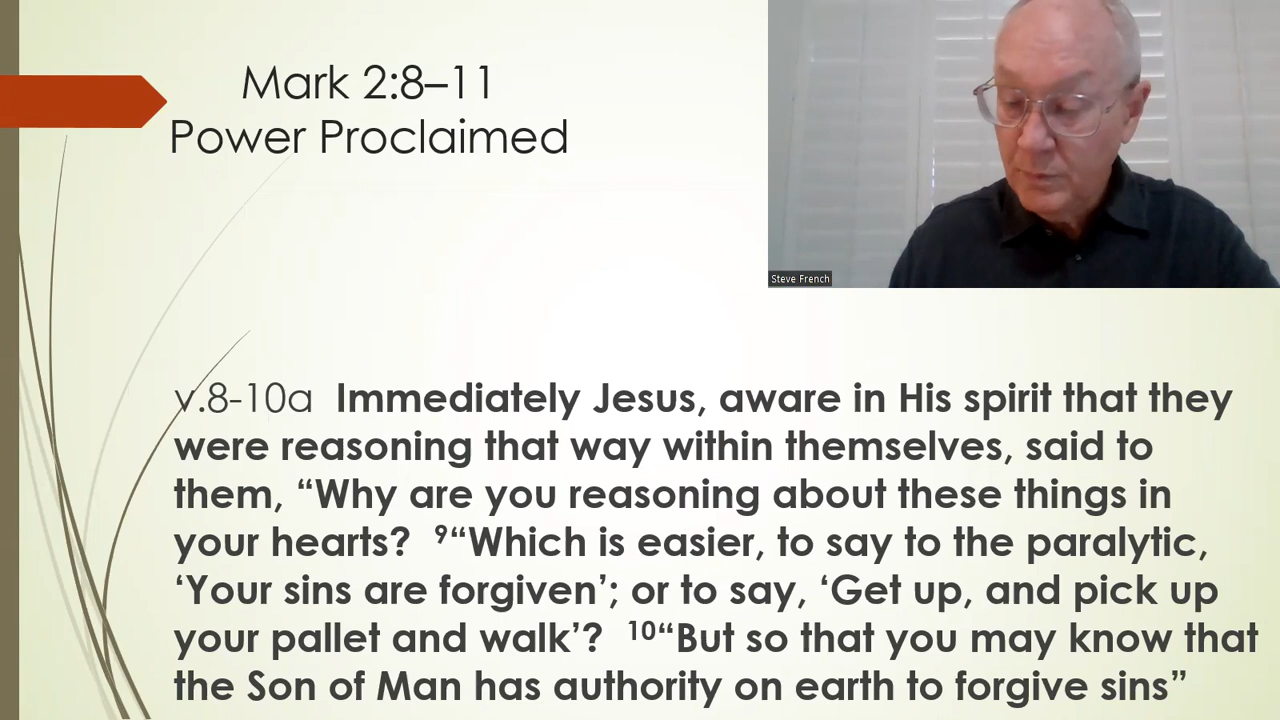 Mark 2:8–11
Power Proclaimed
Steve French
v.8-10a Immediately Jesus, aware in His spirit that they
were reasoning that way within themselves, said to
them, “Why are you reasoning about these things in
your hearts? ⁹“Which is easier, to say to the paralytic,
‘Your sins are forgiven’; or to say, ‘Get up, and pick up
your pallet and walk’? ¹⁰“But so that you may know that
the Son of Man has authority on earth to forgive sins”